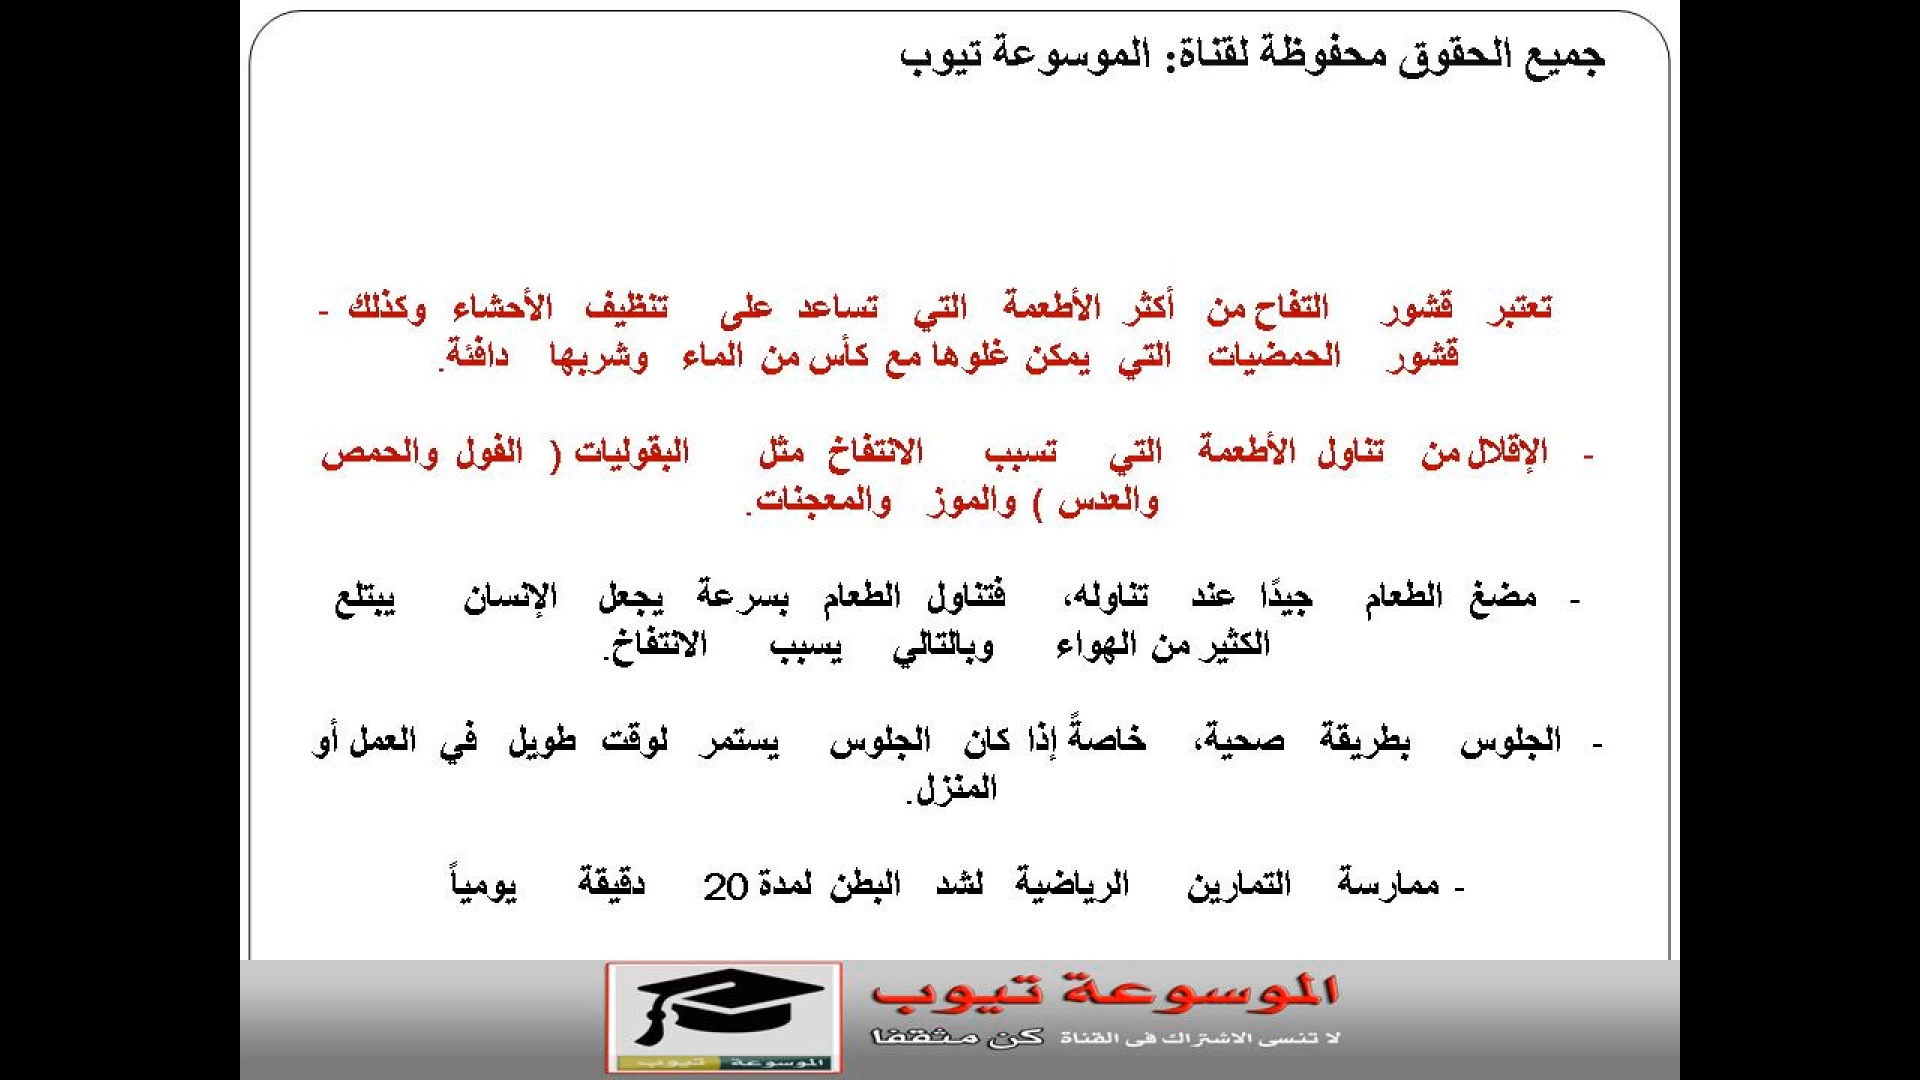 جميع الحقوق محفوظة لقناة: الموسوعة تيوب
تعتبر قشور التفاح من أكثر الأطعمة التي تساعد على تنظيف الأحشاء وكذلك -
قشور الحمضيات التي يمكن غلوها مع كأس من الماء وشربها دافئة.
- الإقلال من تناول الأطعمة التي تسبب الانتفاخ مثل البقوليات ( الفول والحمص
والعدس ) والموز والمعجنات.
- مضغ الطعام جيدًا عند تناوله، فتناول الطعام بسرعة يجعل الإنسان يبتلع
الكثير من الهواء وبالتالي يسبب الانتفاخ.
- الجلوس بطريقة صحية، خاصةً إذا كان الجلوس يستمر لوقت طويل في العمل أو
المنزل.
- ممارسة التمارين الرياضية لشد البطن لمدة 20 دقيقة يومياً
الموسوعة تيوب
لا تنسى الاشتراك فى القناة كن مثقفا
الموسوعة تيوب